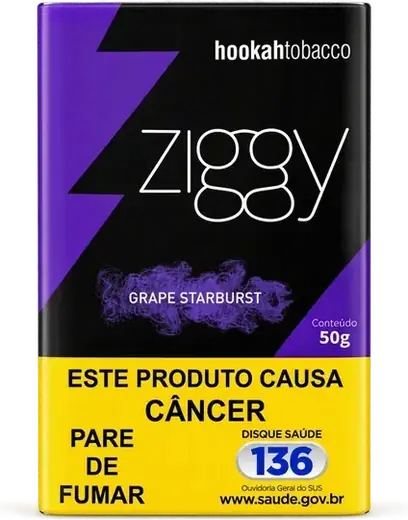 hookahtobacco
ziggy
GRAPE STARBURST
Conteúdo
50g
ESTE PRODUTO CAUSA
CÂNCER
PARE
DE
FUMAR
DISQUE SAÚDE
136
Ouvidoria Geral do SUS
www.saude.gov.br